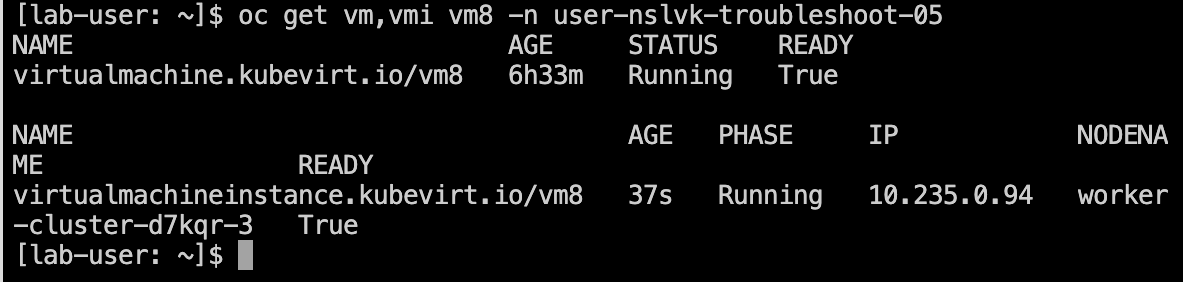 [lab-user: ~]$ oc get vm,vmi vm8 -n user-nslvk-troubleshoot-05
NAME                             AGE     STATUS    READY
virtualmachine.kubevirt.io/vm8   6h33m   Running   True

NAME                                     AGE   PHASE     IP            NODENA
ME                 READY
virtualmachineinstance.kubevirt.io/vm8   37s   Running   10.235.0.94   worker
-cluster-d7kqr-3   True
[lab-user: ~]$